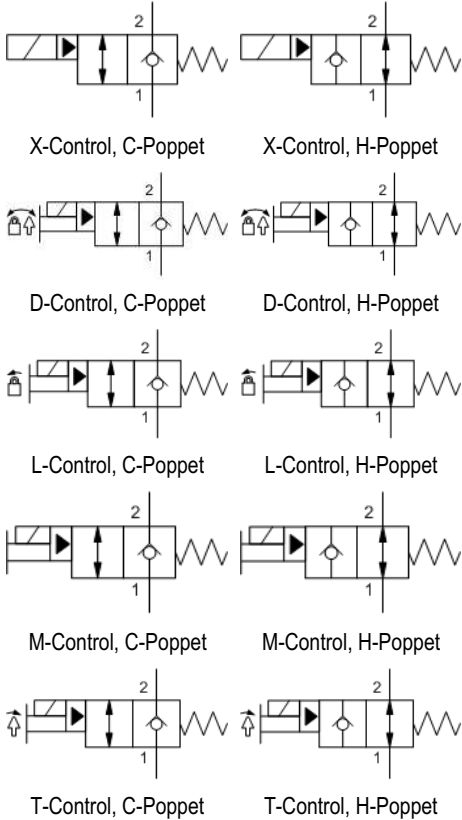 2
2
1
1
X-Control, C-Poppet
X-Control, H-Poppet
2
2
1
1
D-Control, C-Poppet
D-Control, H-Poppet
2
2
1
1
L-Control, C-Poppet
L-Control, H-Poppet
2
2
1
1
M-Control, C-Poppet
M-Control, H-Poppet
2
2
1
1
T-Control, C-Poppet
T-Control, H-Poppet